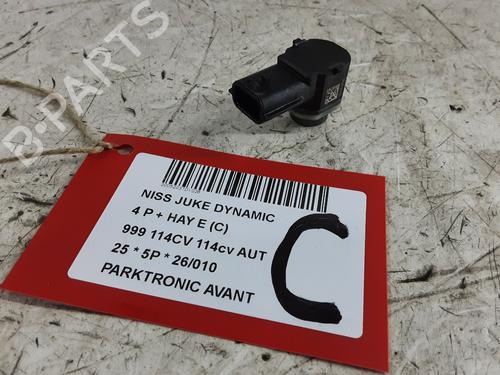 B-PARTS
NISS JUKE DYNAMIC
4 P + HAY E (C)
999 114CV 114cv AUT
25 * 5P * 26/010
PARKTRONIC AVANT
C